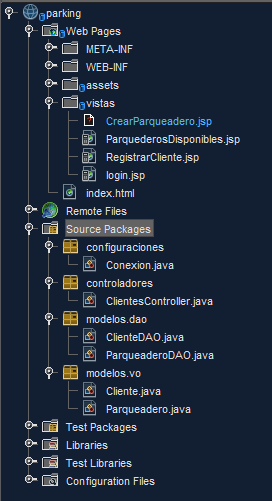 parking
Web Pages
META-INF
WEB-INF
assets
vistas
CrearParqueadero.jsp
ParquederosDisponibles.jsp
RegistrarCliente.jsp
login.jsp
index.html
Remote Files
Source Packages
configuraciones
Conexion.java
controladores
ClientesController.java
modelos.dao
ClienteDAO.java
ParqueaderoDAO.java
modelos.vo
Cliente.java
Parqueadero.java
Test Packages
Libraries
Test Libraries
Configuration Files